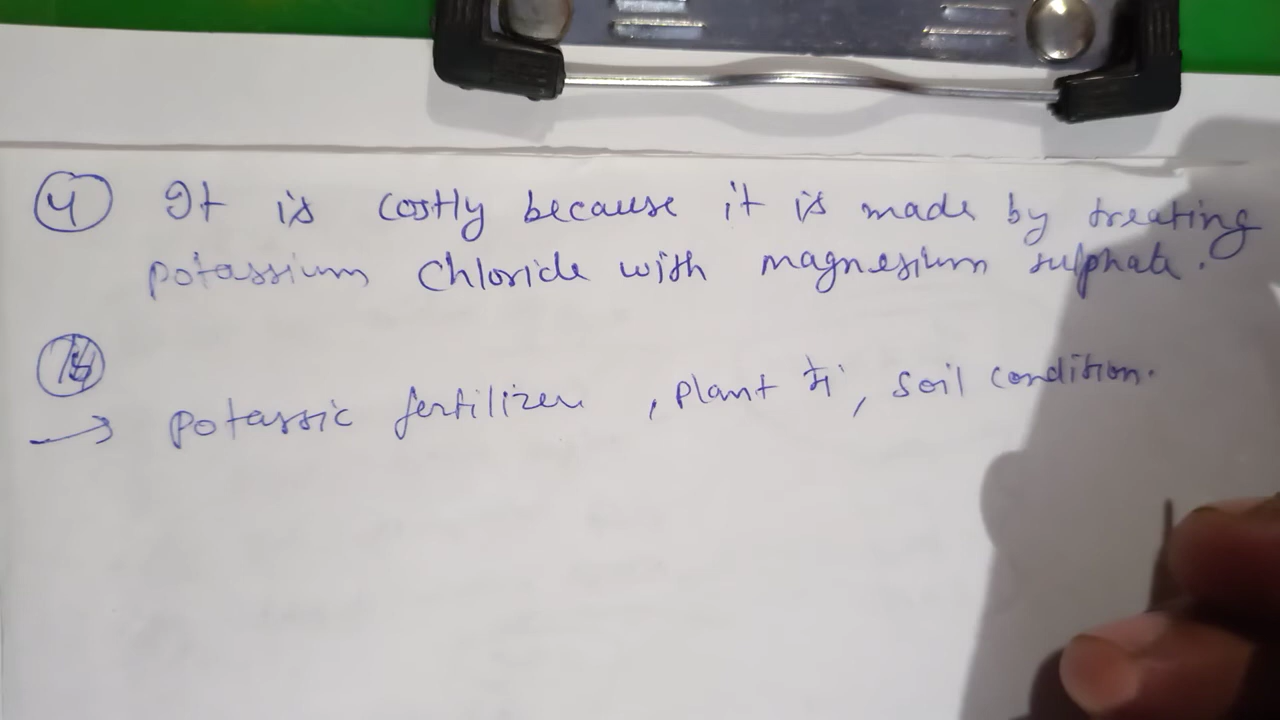 4 It is costly because it is made by treating
potassium chloride with magnesium sulphate.
→ potassic fertilizer , plant में , soil condition.